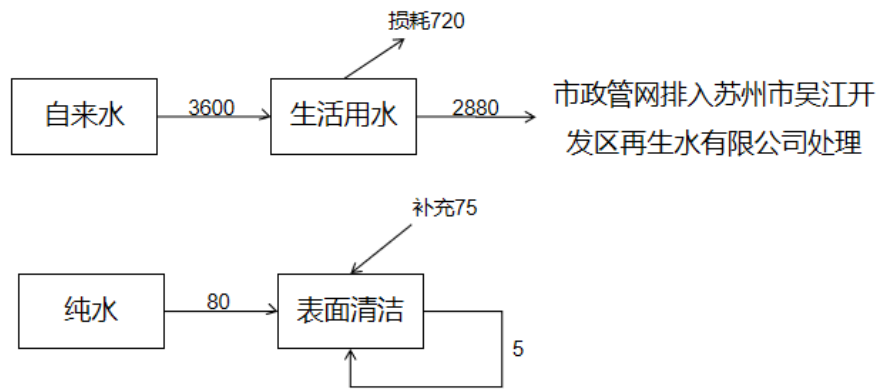 损耗720
自来水
3600
生活用水
2880
市政管网排入苏州市吴江开
发区再生水有限公司处理
补充75
纯水
80
表面清洁
5